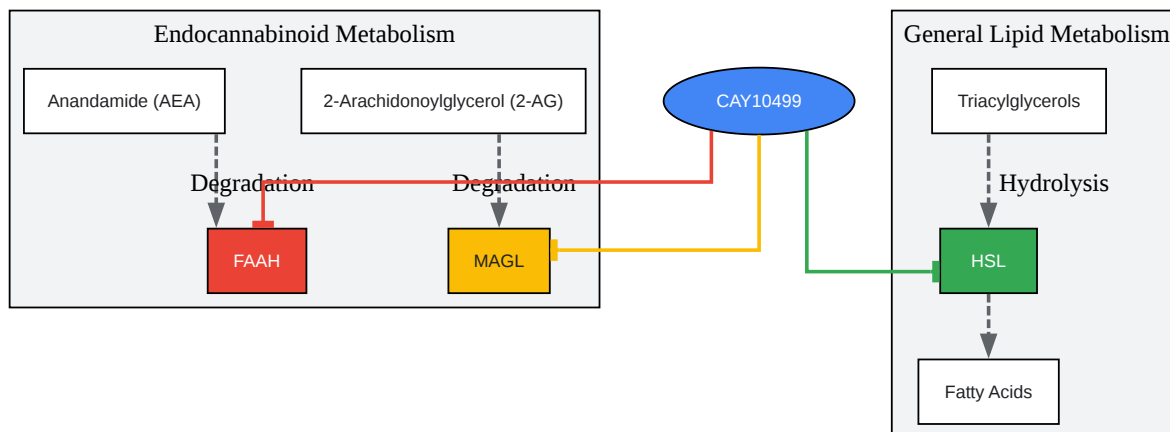 Endocannabinoid Metabolism
General Lipid Metabolism
Anandamide (AEA)
2-Arachidonoylglycerol (2-AG)
CAY10499
Triacylglycerols
Degradation
Degradation
Hydrolysis
FAAH
MAGL
HSL
Fatty Acids